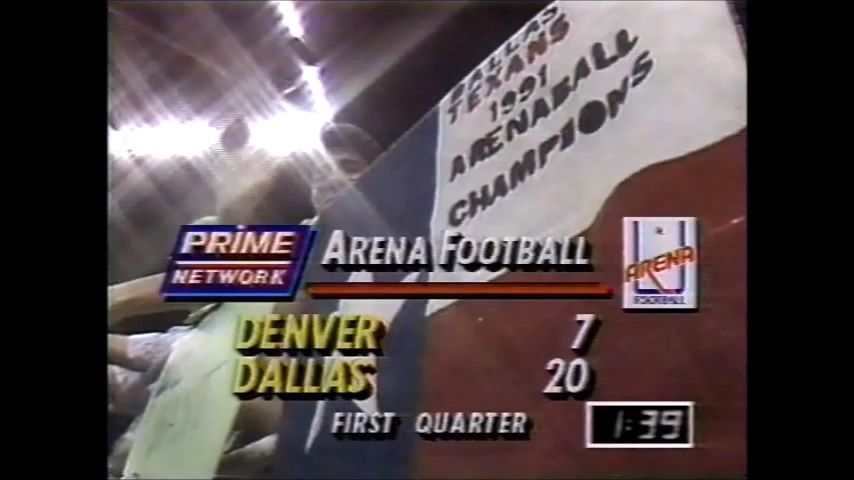 DALLAS
TEXANS
1991
ARENABALL
CHAMPIONS
PRIME
NETWORK
ARENA FOOTBALL
ARENA
FOOTBALL
DENVER 7
DALLAS 20
FIRST QUARTER 1:39